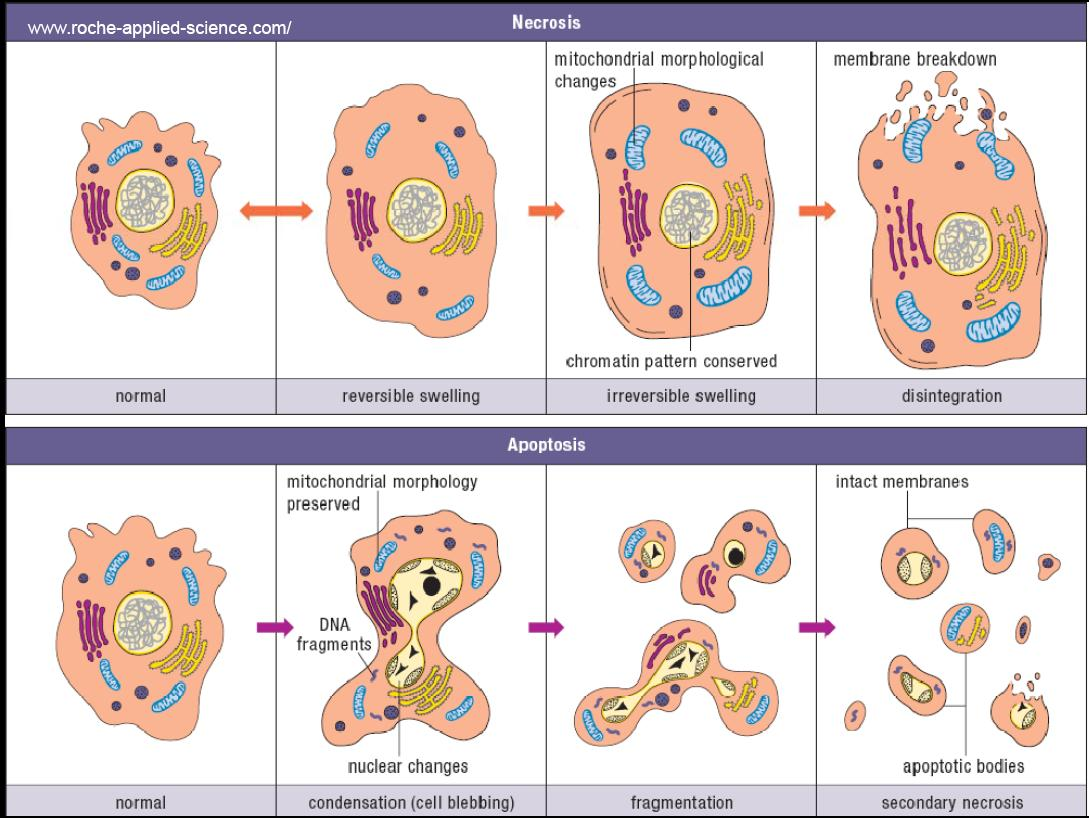 www.roche-applied-science.com/
Necrosis
mitochondrial morphological
changes
membrane breakdown
chromatin pattern conserved
normal
reversible swelling
irreversible swelling
disintegration
Apoptosis
mitochondrial morphology
preserved
intact membranes
DNA
fragments
nuclear changes
apoptotic bodies
normal
condensation (cell blebbing)
fragmentation
secondary necrosis